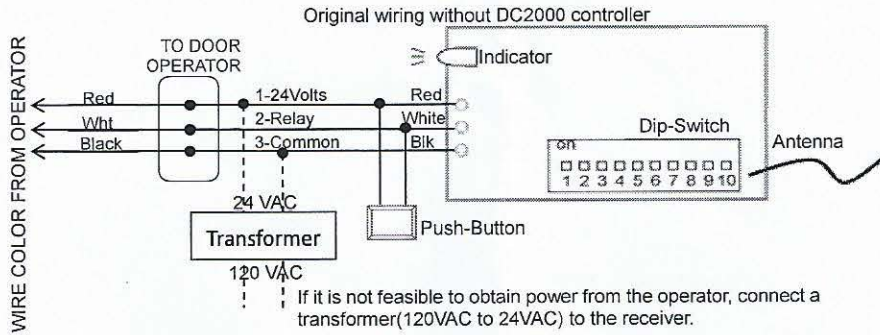 Original wiring without DC2000 controller
TO DOOR
OPERATOR
Indicator
WIRE COLOR FROM OPERATOR
Red
1-24Volts
Red
Wht
2-Relay
White
Black
3-Common
Blk
Dip-Switch
on
1 2 3 4 5 6 7 8 9 10
Antenna
24 VAC
Transformer
120 VAC
Push-Button
If it is not feasible to obtain power from the operator, connect a
transformer(120VAC to 24VAC) to the receiver.